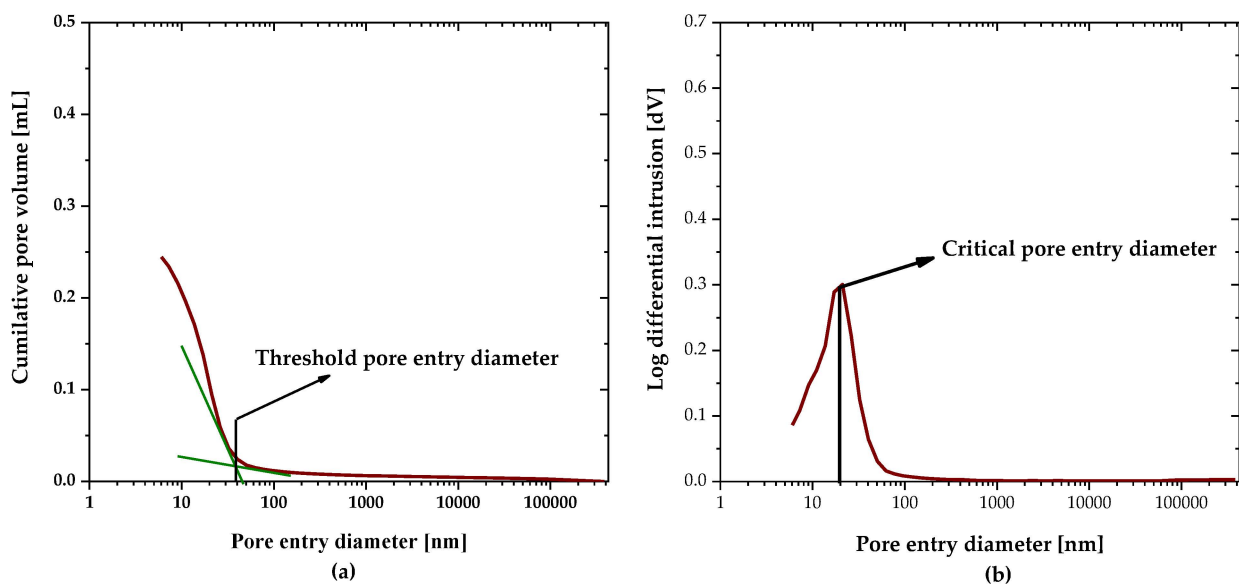 Cumilative pore volume [mL]
0.5
0.4
0.3
0.2
0.1
0.0
Threshold pore entry diameter
1 10 100 1000 10000 100000
Pore entry diameter [nm]
(a)
Log differential intrusion [dV]
0.7
0.6
0.5
0.4
0.3
0.2
0.1
0.0
Critical pore entry diameter
1 10 100 1000 10000 100000
Pore entry diameter [nm]
(b)